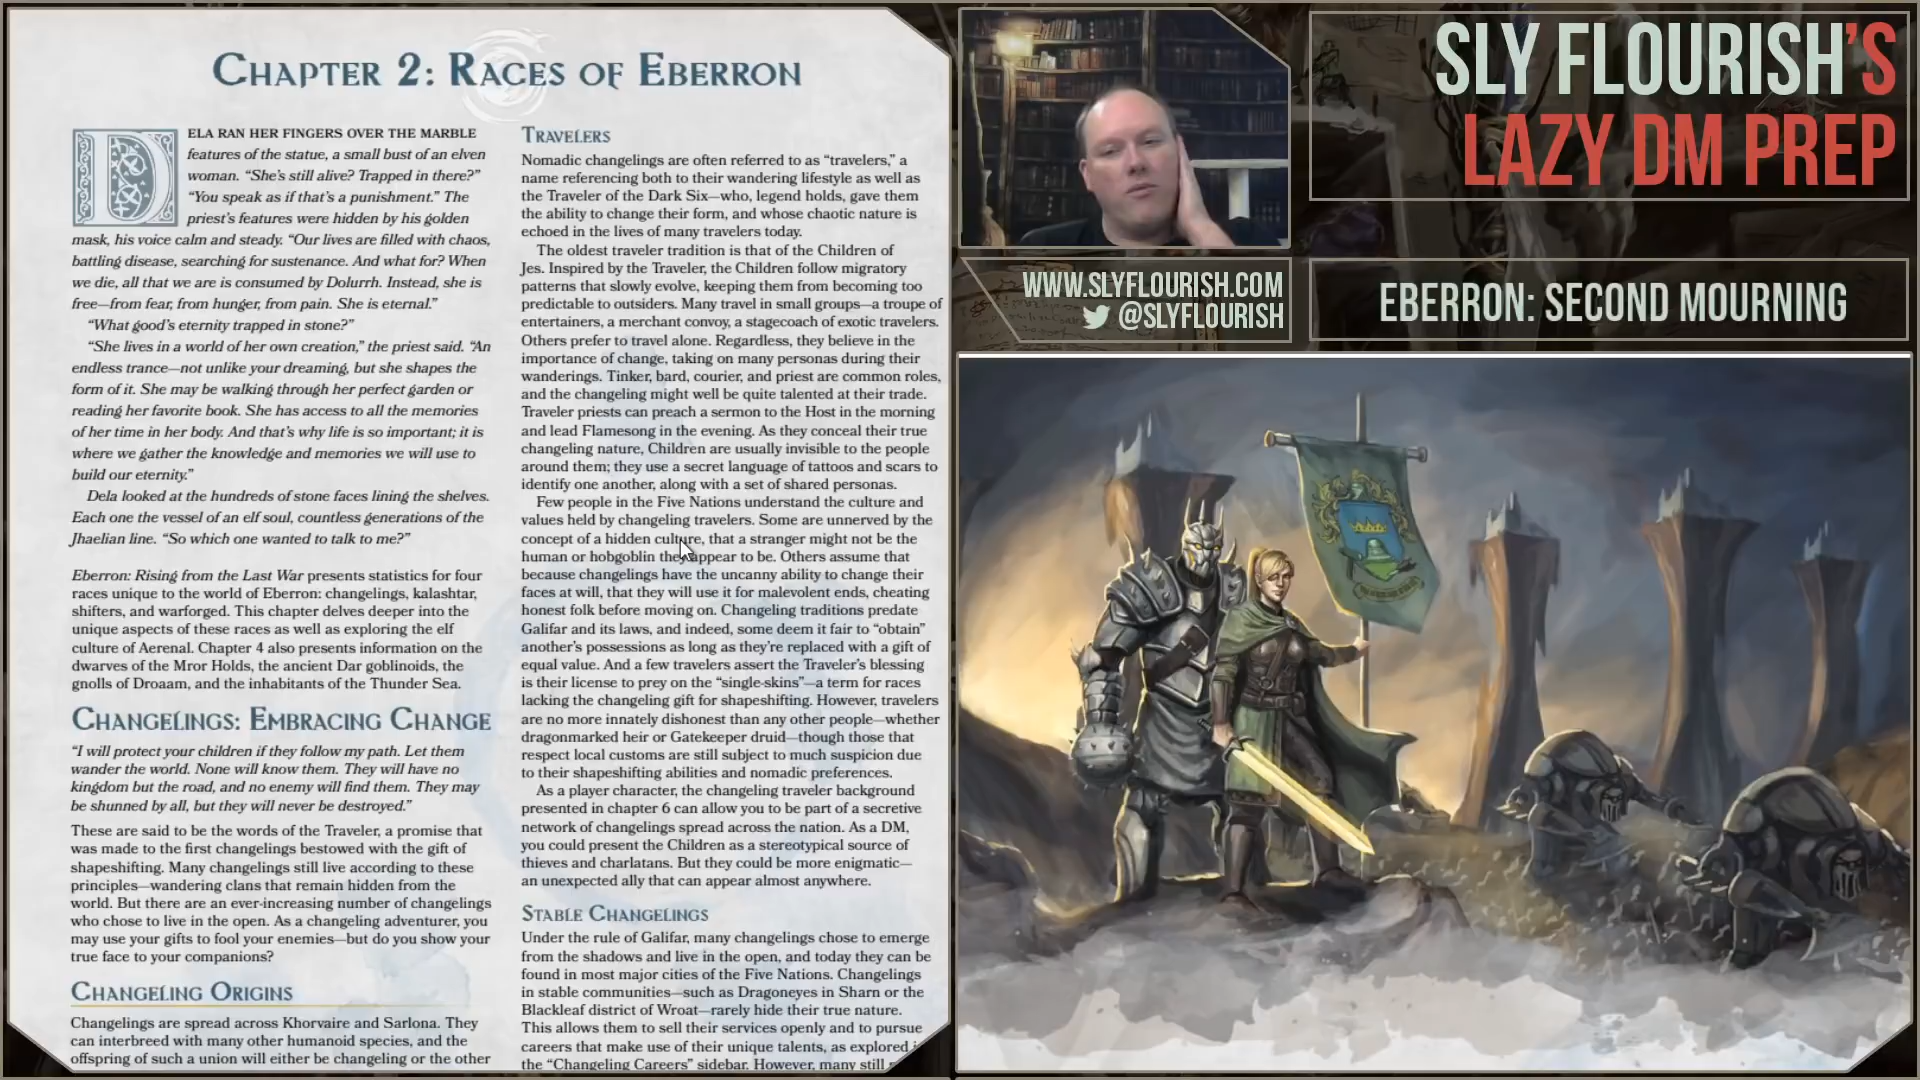 CHAPTER 2: RACES OF EBERRON
DELA RAN HER FINGERS OVER THE MARBLE
features of the statue, a small bust of an elven
woman. “She’s still alive? Trapped in there?”
“You speak as if that’s a punishment.” The
priest’s features were hidden by his golden
mask, his voice calm and steady. “Our lives are filled with chaos,
battling disease, searching for sustenance. And what for? When
we die, all that we are is consumed by Dolurrh. Instead, she is
free—from fear, from hunger, from pain. She is eternal.”
“What good’s eternity trapped in stone?”
“She lives in a world of her own creation,” the priest said. “An
endless trance—not unlike your dreaming, but she shapes the
form of it. She may be walking through her perfect garden or
reading her favorite book. She has access to all the memories
of her time in her body. And that’s why life is so important; it is
where we gather the knowledge and memories we will use to
build our eternity.”
Dela looked at the hundreds of stone faces lining the shelves.
Each one the vessel of an elf soul, countless generations of the
Jhaelian line. “So which one wanted to talk to me?”
Eberron: Rising from the Last War presents statistics for four
races unique to the world of Eberron: changelings, kalashtar,
shifters, and warforged. This chapter delves deeper into the
unique aspects of these races as well as exploring the elf
culture of Aerenal. Chapter 4 also presents information on the
dwarves of the Mror Holds, the ancient Dar goblinoids, the
gnolls of Droaam, and the inhabitants of the Thunder Sea.
CHANGELINGS: EMBRACING CHANGE
“I will protect your children if they follow my path. Let them
wander the world. None will know them. They will have no
kingdom but the road, and no enemy will find them. They may
be shunned by all, but they will never be destroyed.”
These are said to be the words of the Traveler, a promise that
was made to the first changelings bestowed with the gift of
shapeshifting. Many changelings still live according to these
principles—wandering clans that remain hidden from the
world. But there are an ever-increasing number of changelings
who chose to live in the open. As a changeling adventurer, you
may use your gifts to fool your enemies—but do you show your
true face to your companions?
CHANGELING ORIGINS
Changelings are spread across Khorvaire and Sarlona. They
can interbreed with many other humanoid species, and the
offspring of such a union will either be changeling or the other
TRAVELERS
Nomadic changelings are often referred to as “travelers,” a
name referencing both to their wandering lifestyle as well as
the Traveler of the Dark Six—who, legend holds, gave them
the ability to change their form, and whose chaotic nature is
echoed in the lives of many travelers today.
The oldest traveler tradition is that of the Children of
Jes. Inspired by the Traveler, the Children follow migratory
patterns that slowly evolve, keeping them from becoming too
predictable to outsiders. Many travel in small groups—a troupe of
entertainers, a merchant convoy, a stagecoach of exotic travelers.
Others prefer to travel alone. Regardless, they believe in the
importance of change, taking on many personas during their
wanderings. Tinker, bard, courier, and priest are common roles,
and the changeling might well be quite talented at their trade.
Traveler priests can preach a sermon to the Host in the morning
and lead Flamesong in the evening. As they conceal their true
changeling nature, Children are usually invisible to the people
around them; they use a secret language of tattoos and scars to
identify one another, along with a set of shared personas.
Few people in the Five Nations understand the culture and
values held by changeling travelers. Some are unnerved by the
concept of a hidden culture, that a stranger might not be the
human or hobgoblin they appear to be. Others assume that
because changelings have the uncanny ability to change their
faces at will, that they will use it for malevolent ends, cheating
honest folk before moving on. Changeling traditions predate
Galifar and its laws, and indeed, some deem it fair to “obtain”
another’s possessions as long as they’re replaced with a gift of
equal value. And a few travelers assert the Traveler’s blessing
is their license to prey on the “single-skins”—a term for races
lacking the changeling gift for shapeshifting. However, travelers
are no more innately dishonest than any other people—whether
dragonmarked heir or Gatekeeper druid—though those that
respect local customs are still subject to much suspicion due
to their shapeshifting abilities and nomadic preferences.
As a player character, the changeling traveler background
presented in chapter 6 can allow you to be part of a secretive
network of changelings spread across the nation. As a DM,
you could present the Children as a stereotypical source of
thieves and charlatans. But they could be more enigmatic—
an unexpected ally that can appear almost anywhere.
STABLE CHANGELINGS
Under the rule of Galifar, many changelings chose to emerge
from the shadows and live in the open, and today they can be
found in most major cities of the Five Nations. Changelings
in stable communities—such as Dragoneyes in Sharn or the
Blackleaf district of Wroat—rarely hide their true nature.
This allows them to sell their services openly and to pursue
careers that make use of their unique talents, as explored
the “Changeling Careers” sidebar. However, many still
SLY FLOURISH’S
LAZY DM PREP
WWW.SLYFLOURISH.COM
@SLYFLOURISH
EBERRON: SECOND MOURNING